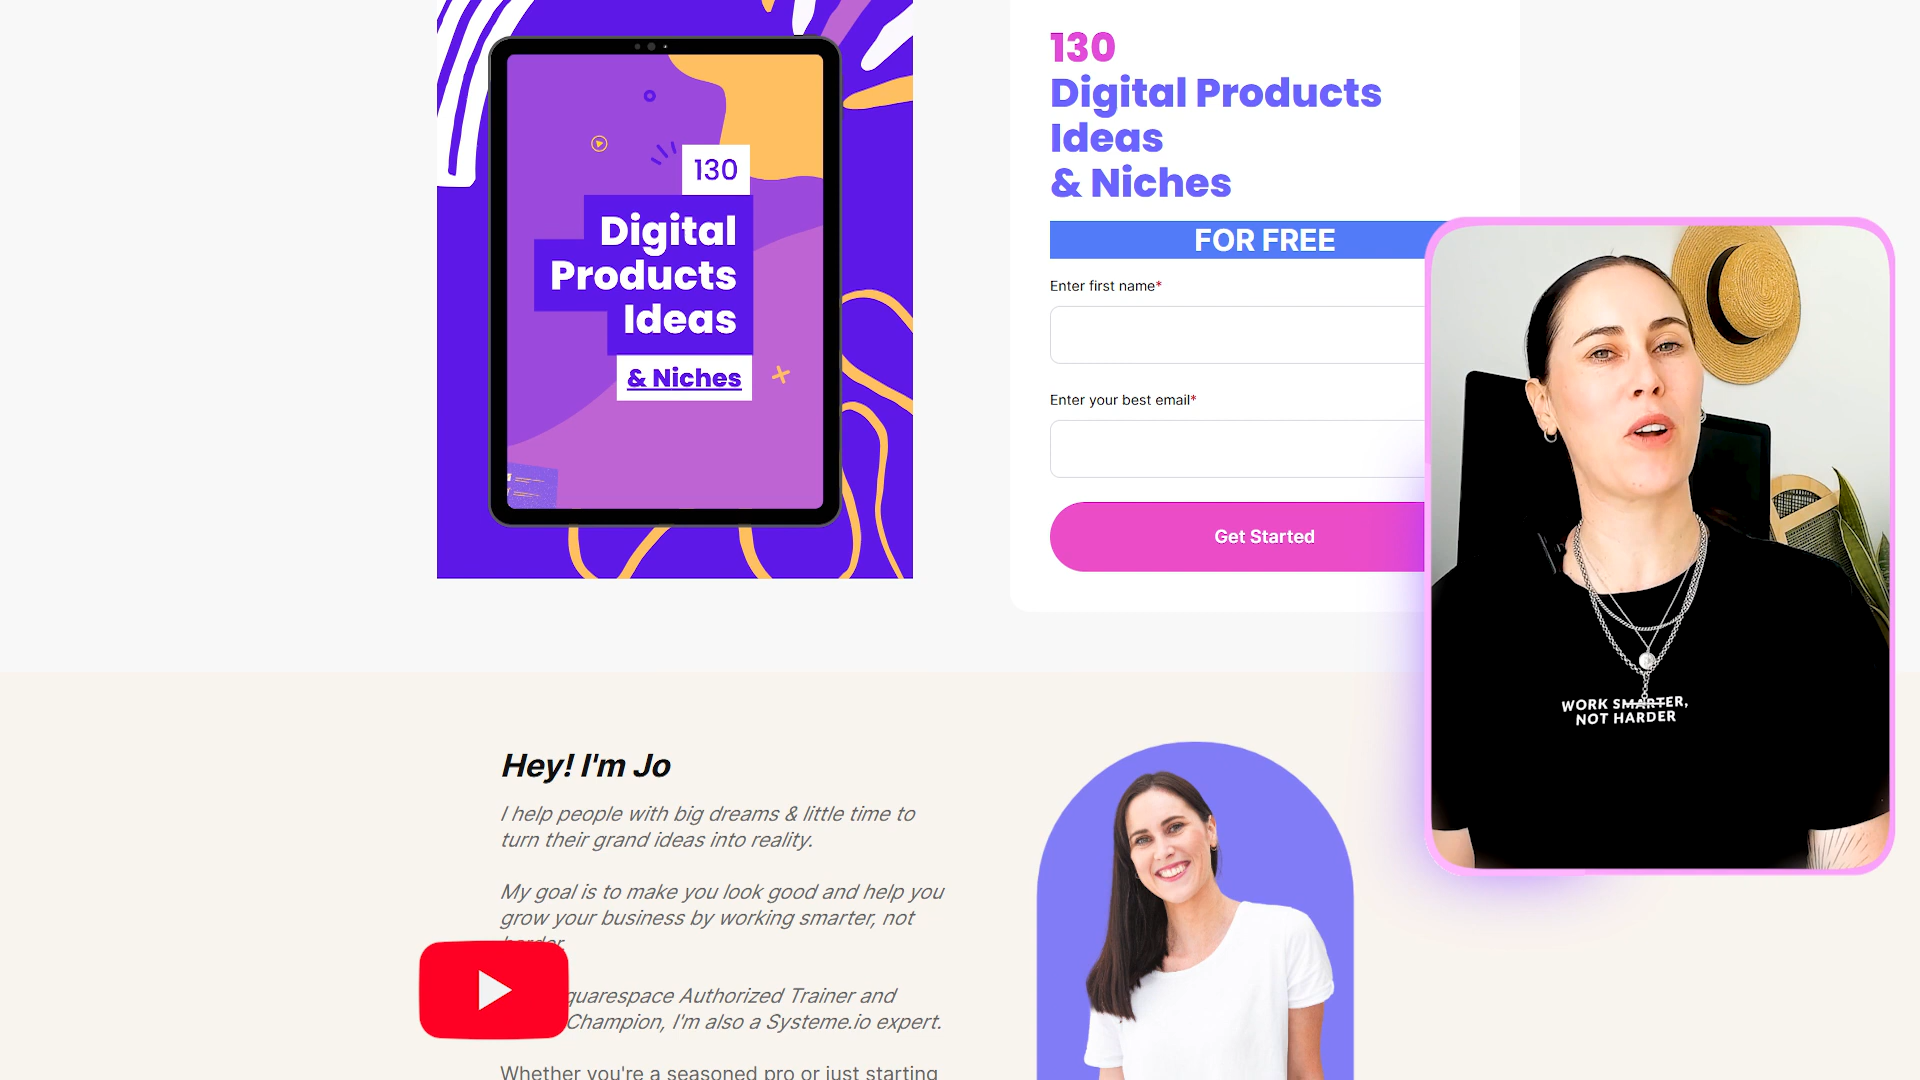 130
Digital
Products
Ideas
& Niches
130
Digital Products
Ideas
& Niches
FOR FREE
Enter first name*
Enter your best email*
Get Started
WORK SMARTER,
NOT HARDER
Hey! I'm Jo
I help people with big dreams & little time to
turn their grand ideas into reality.
My goal is to make you look good and help you
grow your business by working smarter, not
harder.
quarespace Authorized Trainer and
Champion, I'm also a Systeme.io expert.
Whether you're a seasoned pro or just starting